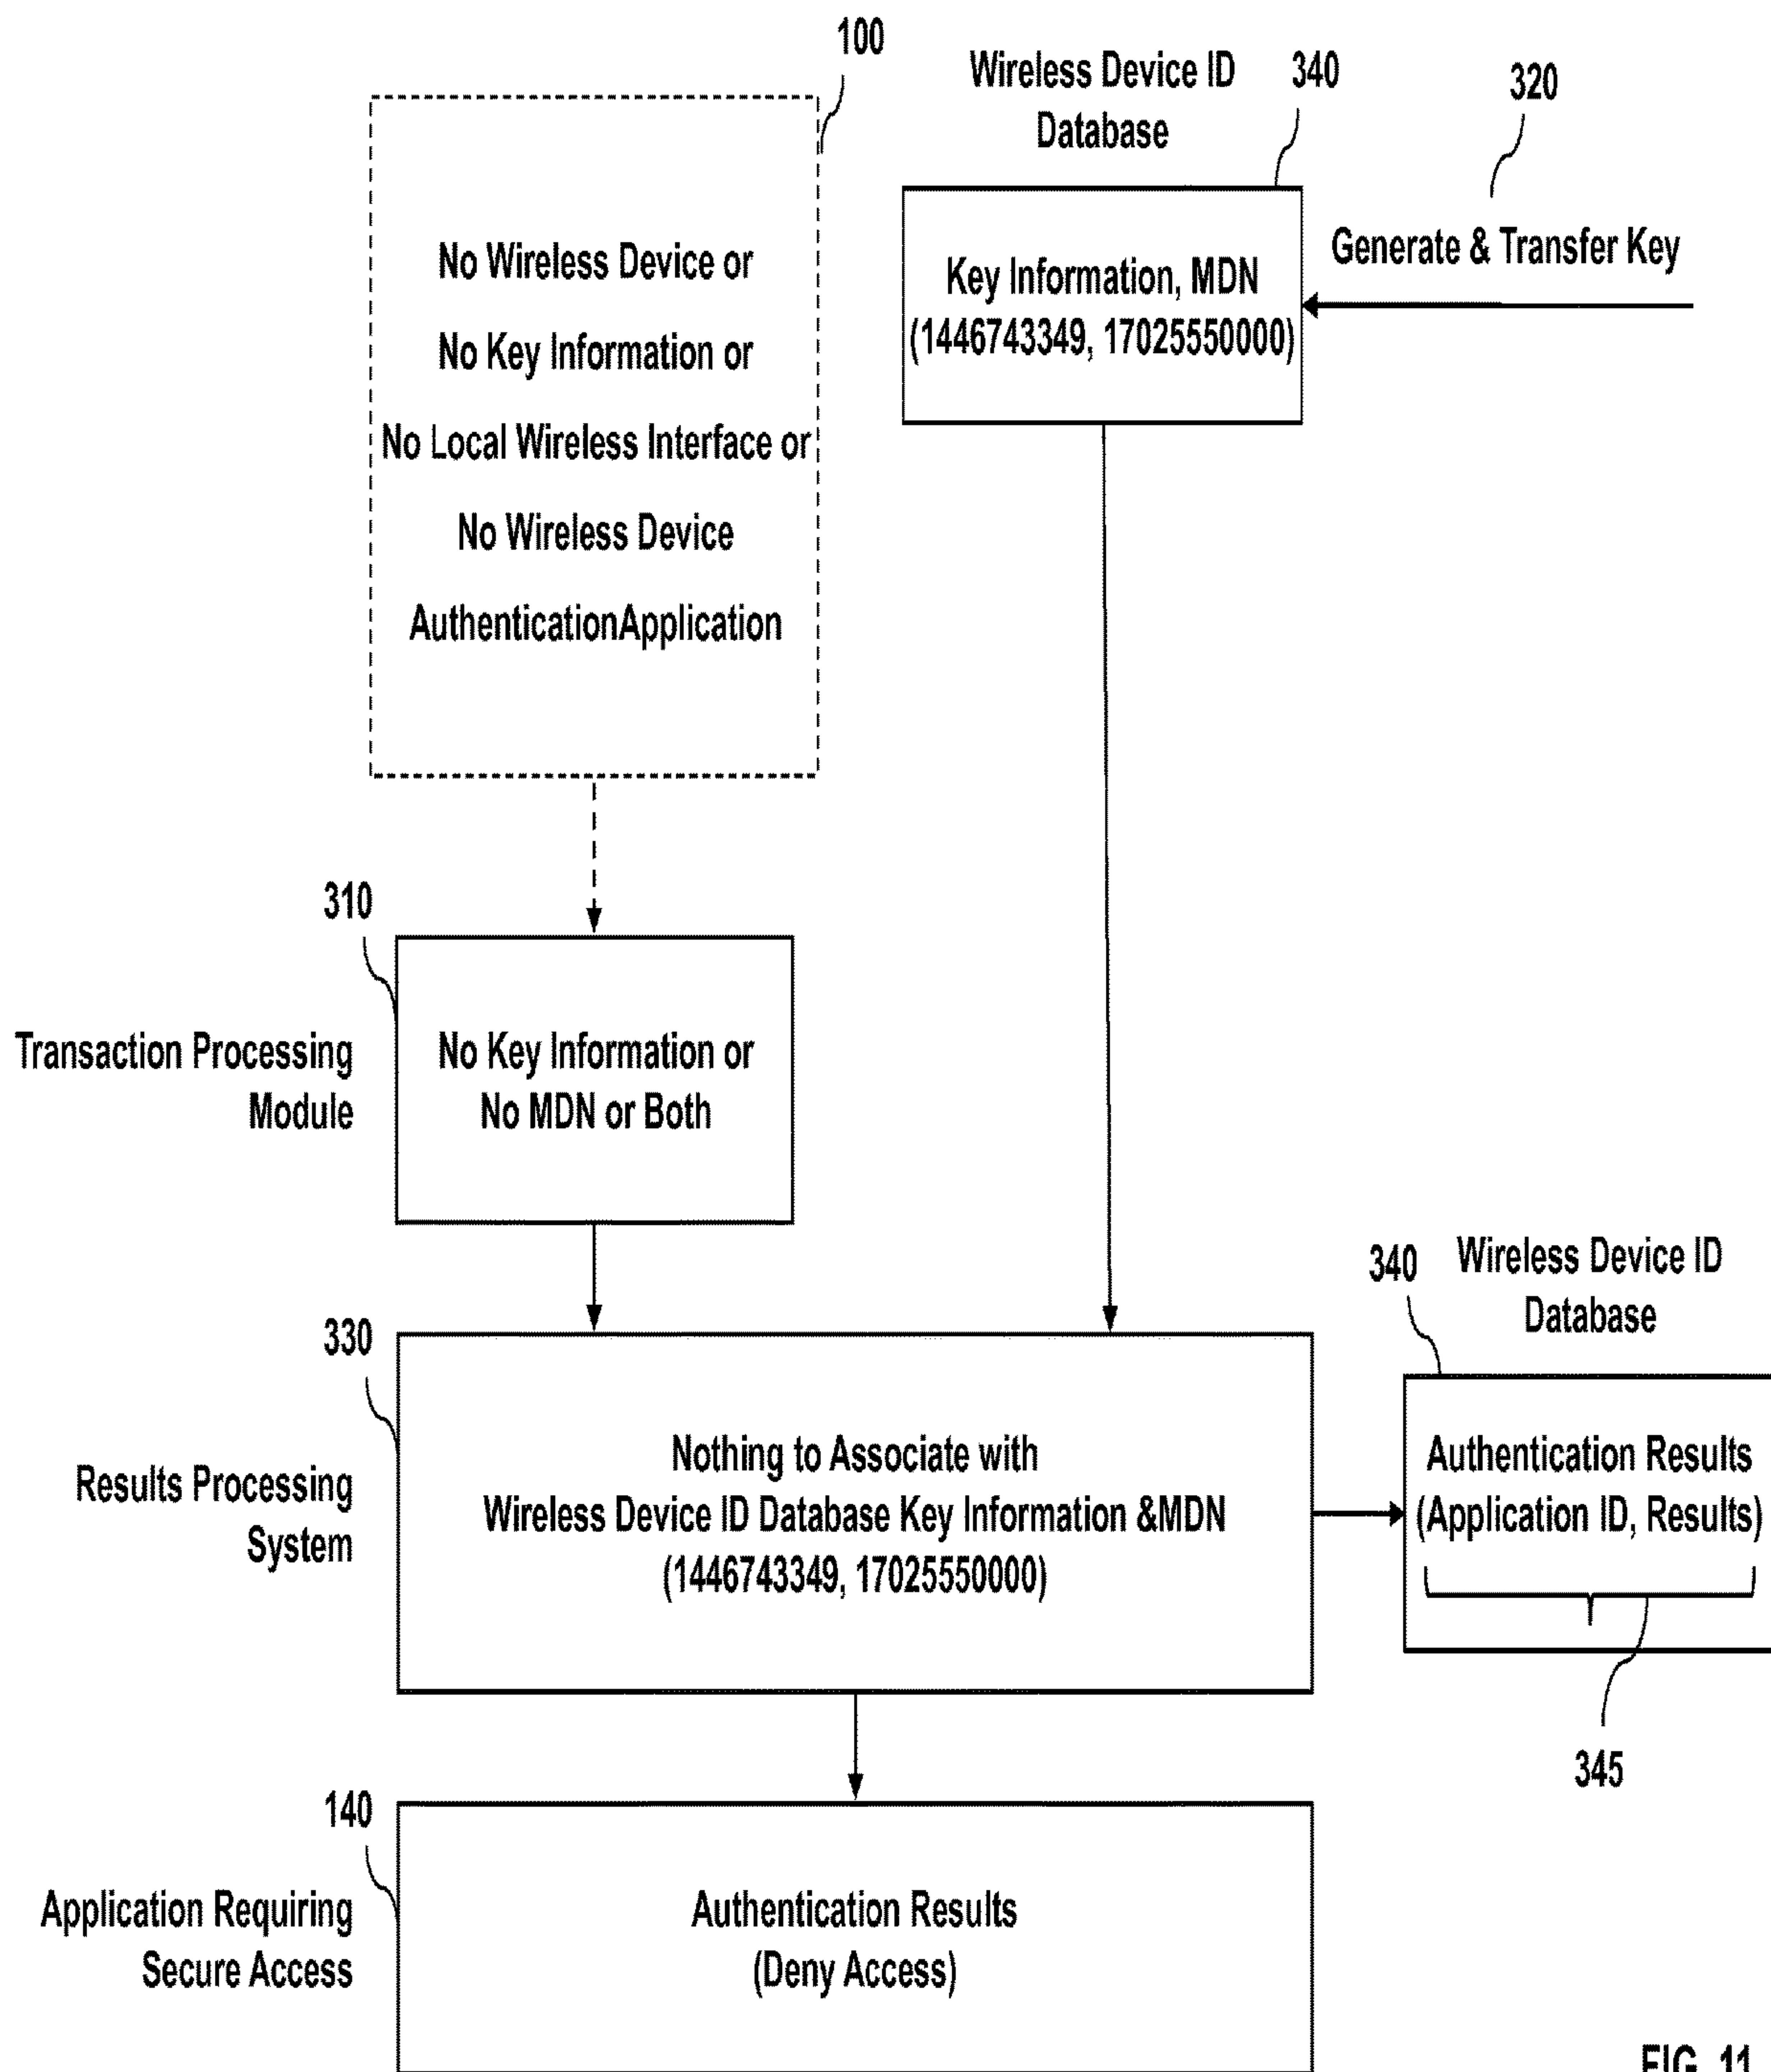 100
Wireless Device ID
Database
340
320
No Wireless Device or
No Key Information or
No Local Wireless Interface or
No Wireless Device
AuthenticationApplication
Key Information, MDN
(1446743349, 17025550000)
Generate & Transfer Key
310
Transaction Processing
Module
No Key Information or
No MDN or Both
330
Results Processing
System
Nothing to Associate with
Wireless Device ID Database Key Information &MDN
(1446743349, 17025550000)
340
Wireless Device ID
Database
Authentication Results
(Application ID, Results)
345
140
Application Requiring
Secure Access
Authentication Results
(Deny Access)
FIG. 11